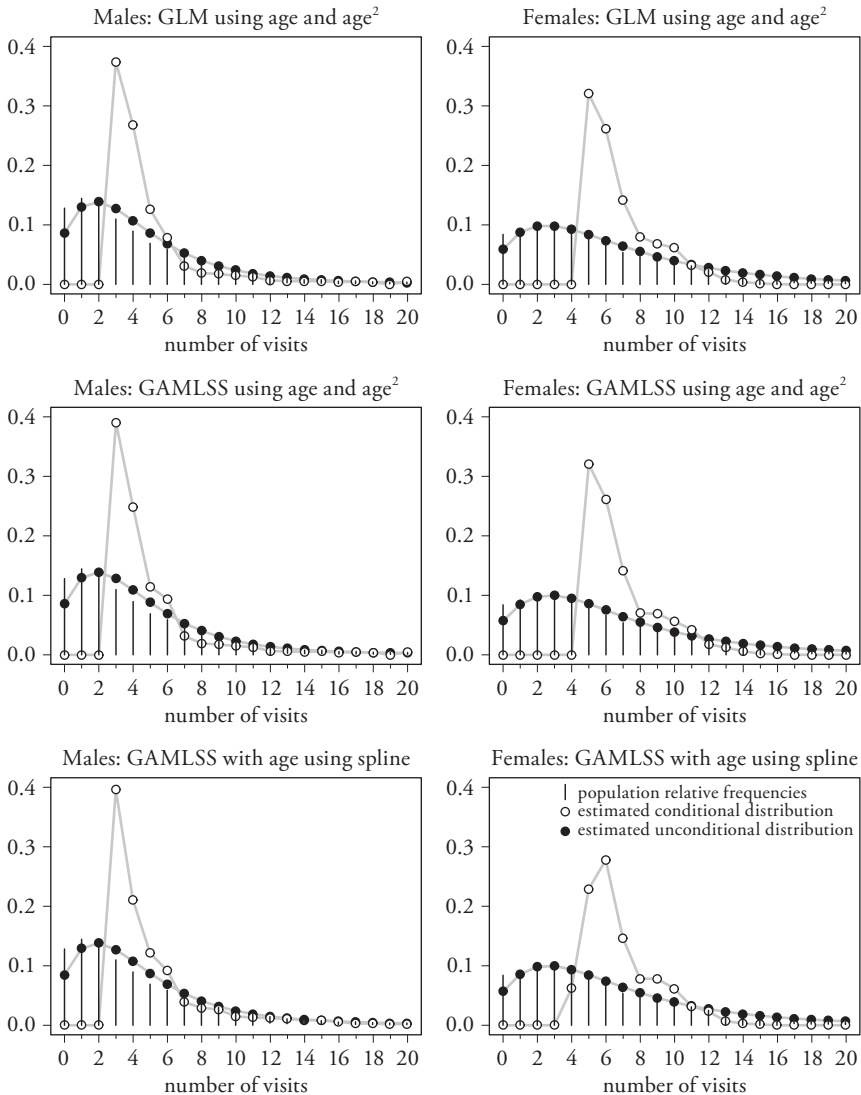 Males: GLM using age and age²
0.4
0.3
0.2
0.1
0.0
0 2 4 6 8 10 12 14 16 18 20
number of visits
Females: GLM using age and age²
0.4
0.3
0.2
0.1
0.0
0 2 4 6 8 10 12 14 16 18 20
number of visits
Males: GAMLSS using age and age²
0.4
0.3
0.2
0.1
0.0
0 2 4 6 8 10 12 14 16 18 20
number of visits
Females: GAMLSS using age and age²
0.4
0.3
0.2
0.1
0.0
0 2 4 6 8 10 12 14 16 18 20
number of visits
Males: GAMLSS with age using spline
0.4
0.3
0.2
0.1
0.0
0 2 4 6 8 10 12 14 16 18 20
number of visits
Females: GAMLSS with age using spline
population relative frequencies
estimated conditional distribution
estimated unconditional distribution
0.4
0.3
0.2
0.1
0.0
0 2 4 6 8 10 12 14 16 18 20
number of visits